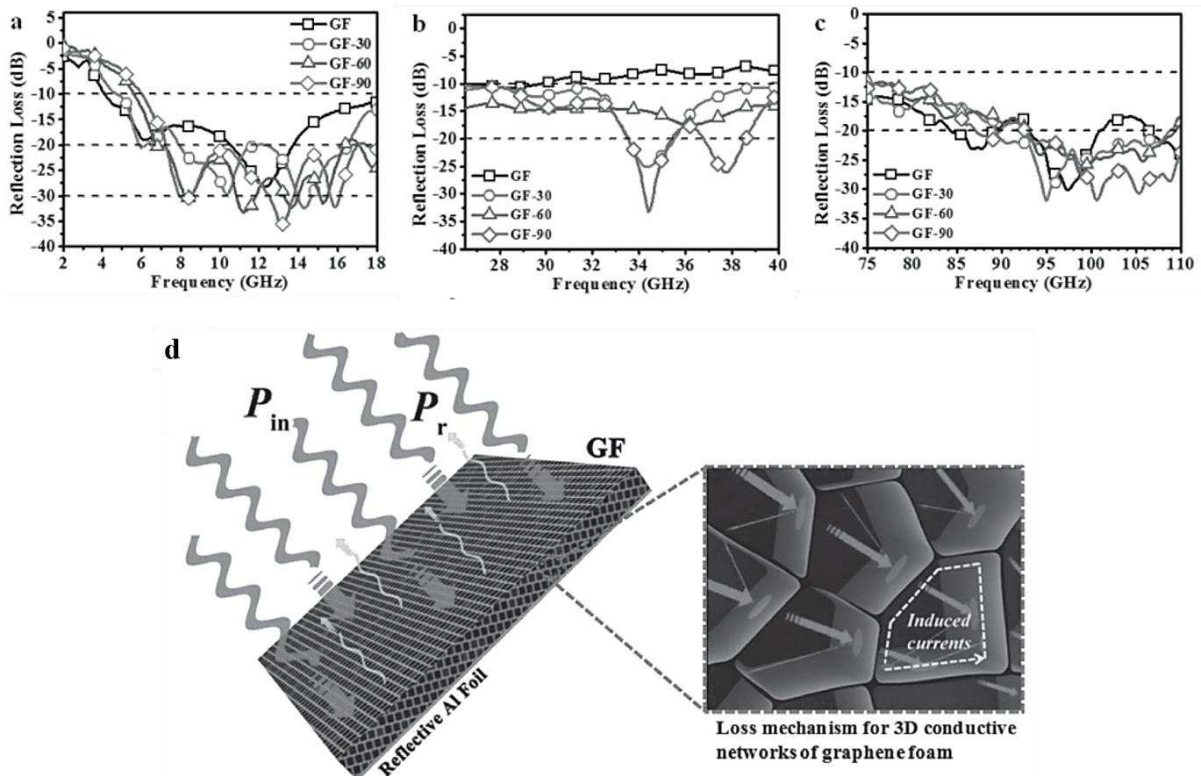 a
GF
GF-30
GF-60
GF-90
5
0
-5
-10
-15
-20
-25
-30
-35
-40
Reflection Loss (dB)
2 4 6 8 10 12 14 16 18
Frequency (GHz)
b
5
0
-5
-10
-15
-20
-25
-30
-35
-40
Reflection Loss (dB)
GF
GF-30
GF-60
GF-90
28 30 32 34 36 38 40
Frequency (GHz)
c
0
-5
-10
-15
-20
-25
-30
-35
-40
Reflection Loss (dB)
GF
GF-30
GF-60
GF-90
75 80 85 90 95 100 105 110
Frequency (GHz)
d
Pin
Pr
GF
Reflective Al Foil
Induced
currents
Loss mechanism for 3D conductive
networks of graphene foam